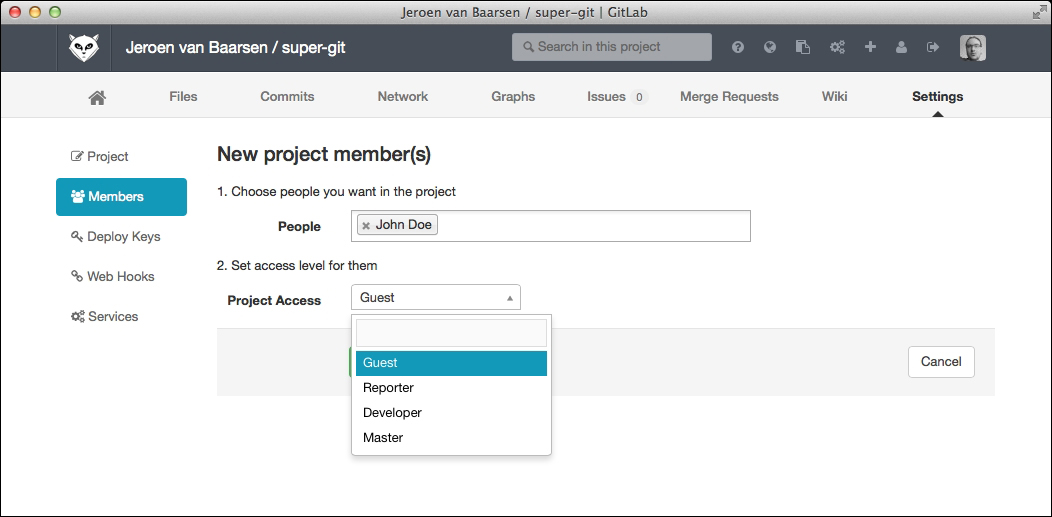 Jeroen van Baarsen / super-git | GitLab
Jeroen van Baarsen / super-git Search in this project
Files Commits Network Graphs Issues 0 Merge Requests Wiki Settings
Project
Members
Deploy Keys
Web Hooks
Services
New project member(s)
1. Choose people you want in the project
People John Doe
2. Set access level for them
Project Access Guest
Guest
Reporter
Developer
Master
Cancel